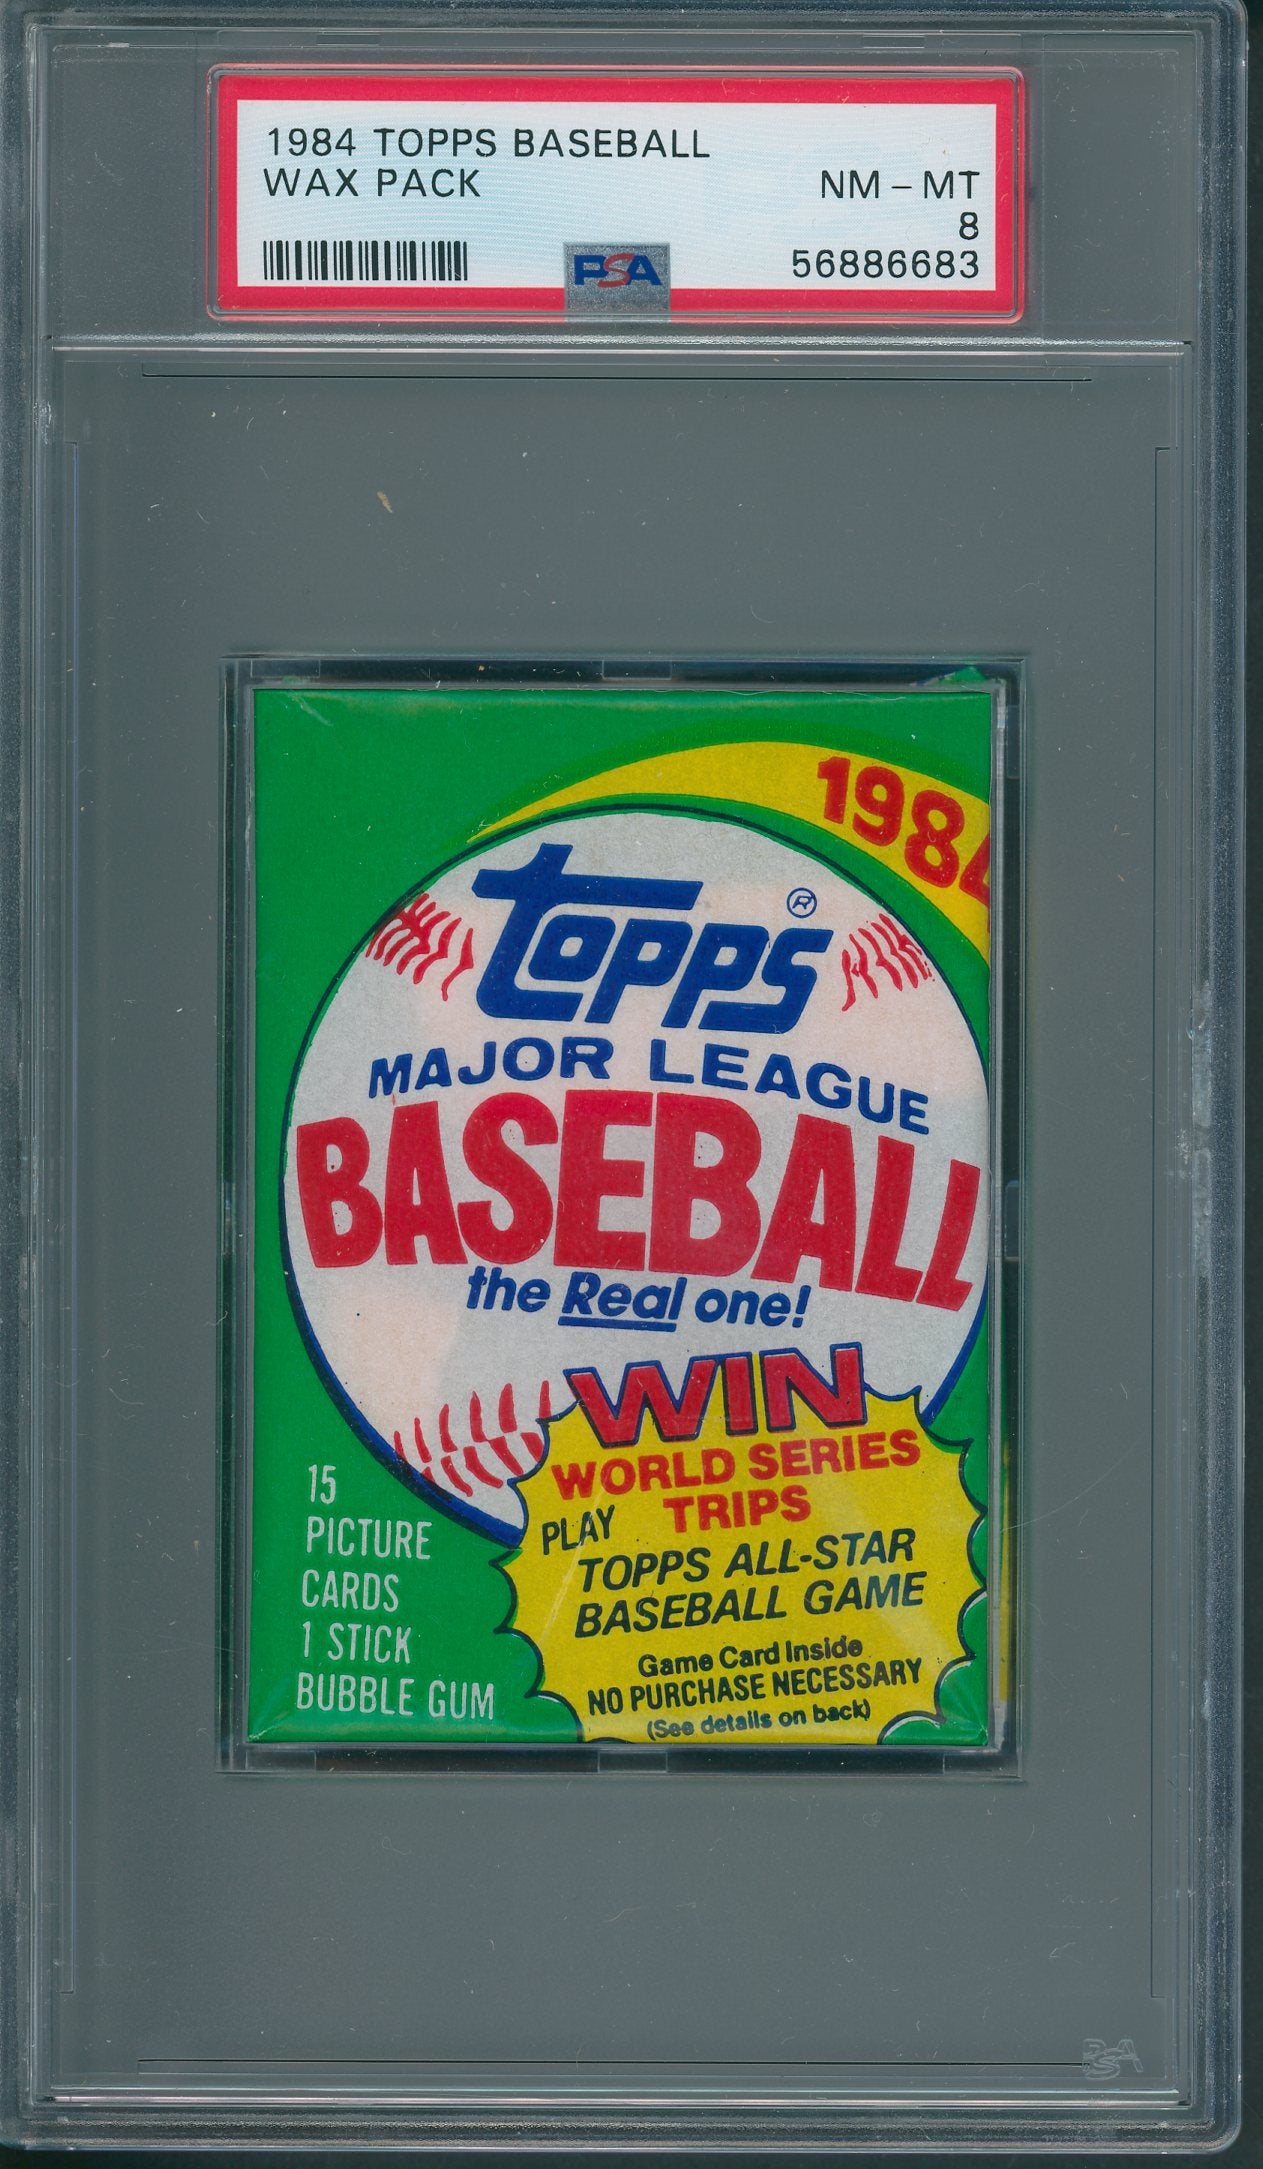 1984 TOPPS BASEBALL
WAX PACK
NM – MT
8
56886683
PSA
1984
Topps®
MAJOR LEAGUE
BASEBALL
the Real one!
WIN
WORLD SERIES
TRIPS
PLAY
TOPPS ALL-STAR
BASEBALL GAME
Game Card Inside
NO PURCHASE NECESSARY
(See details on back)
15
PICTURE
CARDS
1 STICK
BUBBLE GUM
PSA